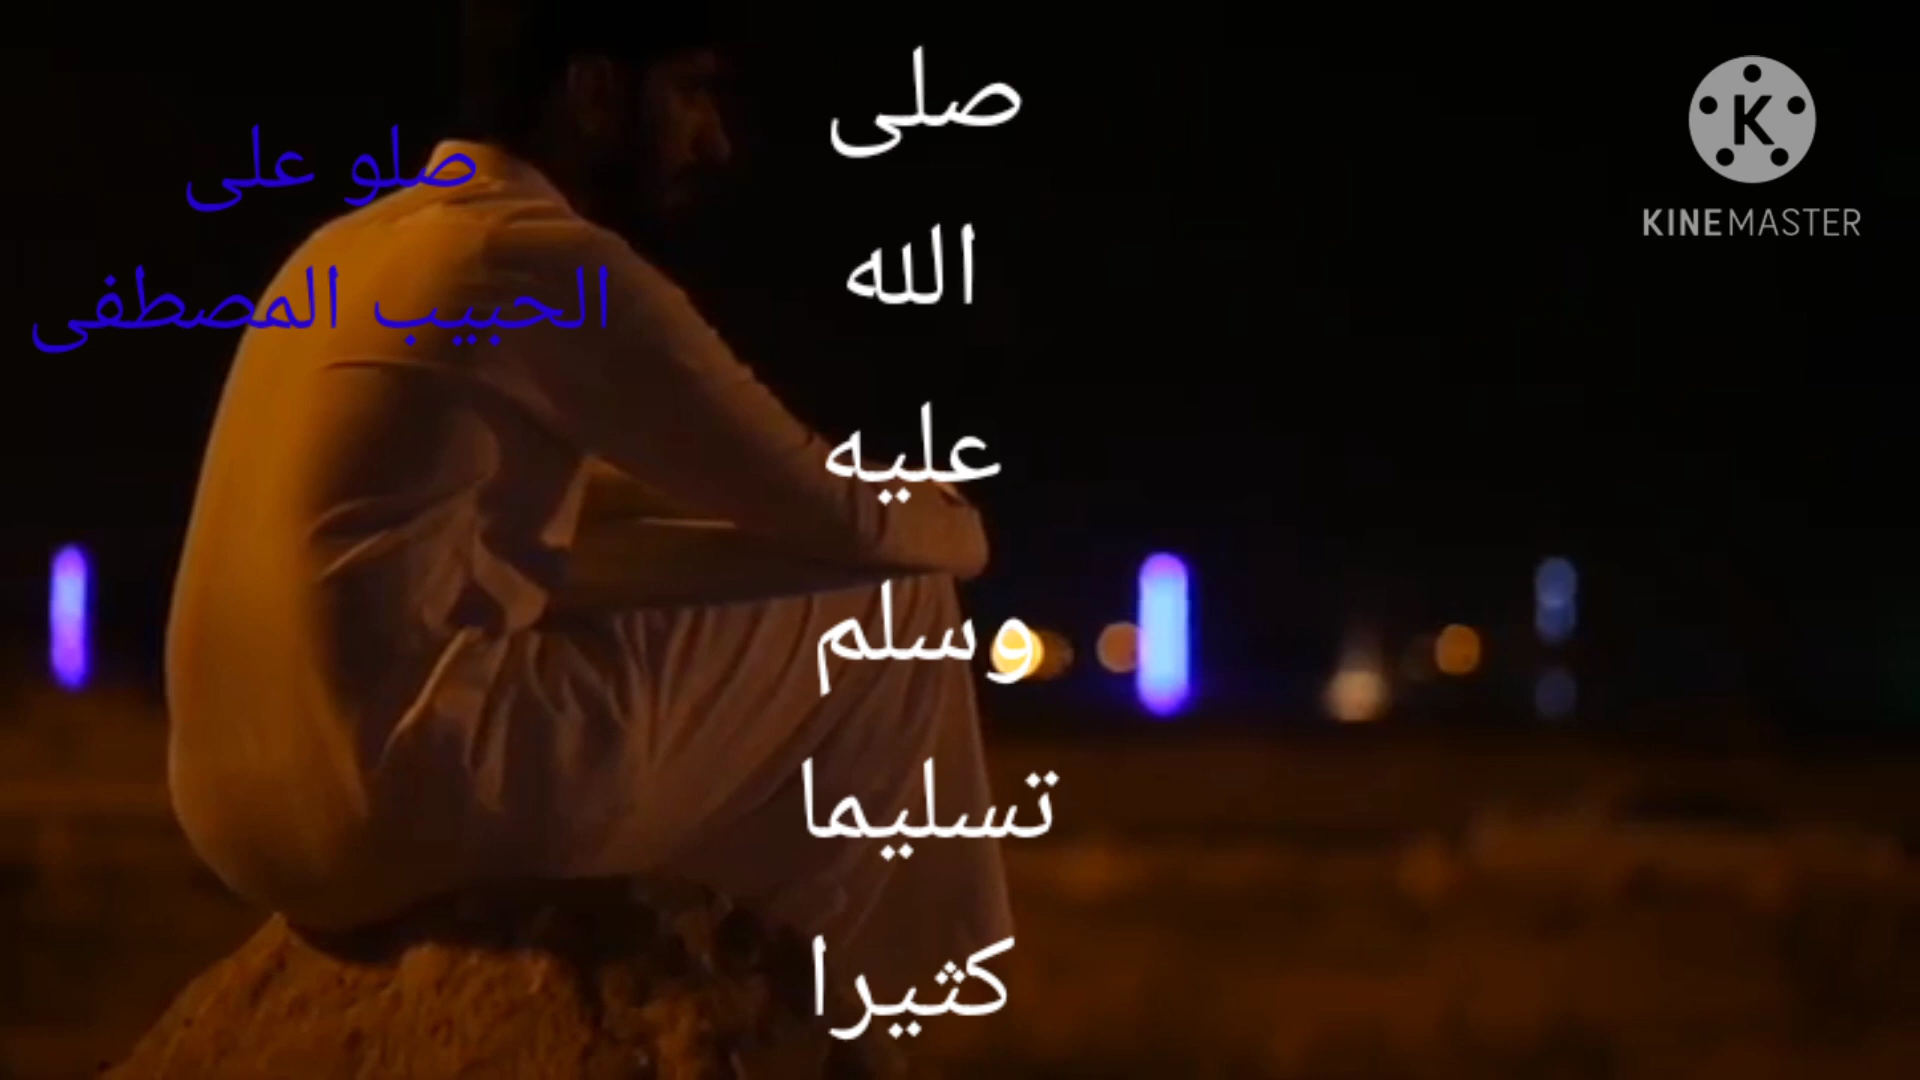 صلو على
الحبيب المصطفى
صلى
الله
عليه
وسلم
تسليما
كثيرا
KINEMASTER